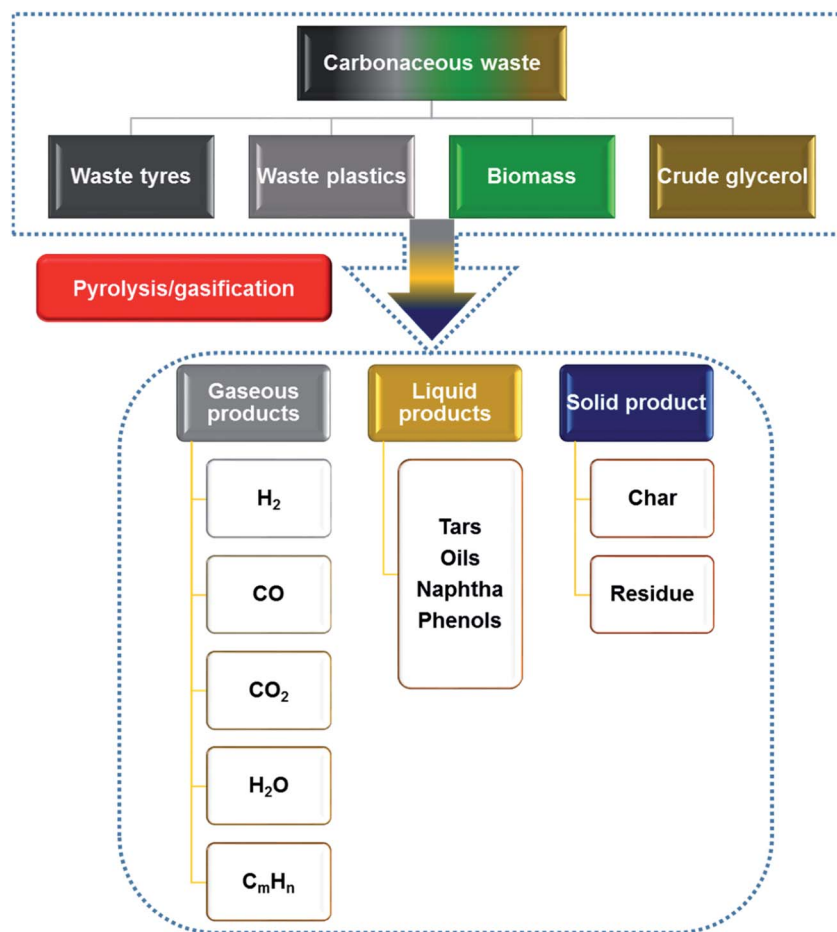 Carbonaceous waste
Waste tyres
Waste plastics
Biomass
Crude glycerol
Pyrolysis/gasification
Gaseous
products
Liquid
products
Solid product
H₂
CO
CO₂
H₂O
CₘHₙ
Tars
Oils
Naphtha
Phenols
Char
Residue